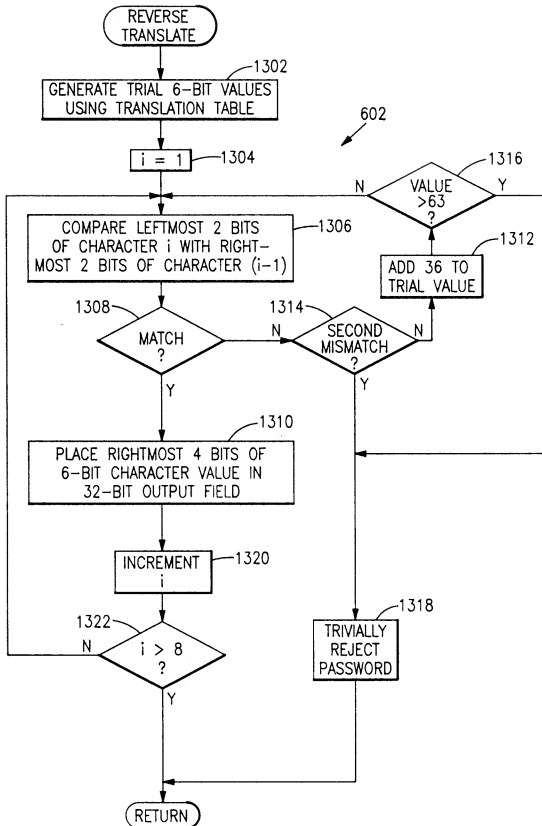 REVERSE
TRANSLATE
1302
GENERATE TRIAL 6-BIT VALUES
USING TRANSLATION TABLE
602
i = 1
1304
1316
N
VALUE
>63
?
Y
COMPARE LEFTMOST 2 BITS
OF CHARACTER i WITH RIGHT-
MOST 2 BITS OF CHARACTER (i-1)
1306
1312
ADD 36 TO
TRIAL VALUE
1308
MATCH
?
N
Y
1314
SECOND
MISMATCH
?
N
Y
1310
PLACE RIGHTMOST 4 BITS OF
6-BIT CHARACTER VALUE IN
32-BIT OUTPUT FIELD
INCREMENT
i
1320
1322
N
i > 8
?
Y
1318
TRIVIALLY
REJECT
PASSWORD
RETURN